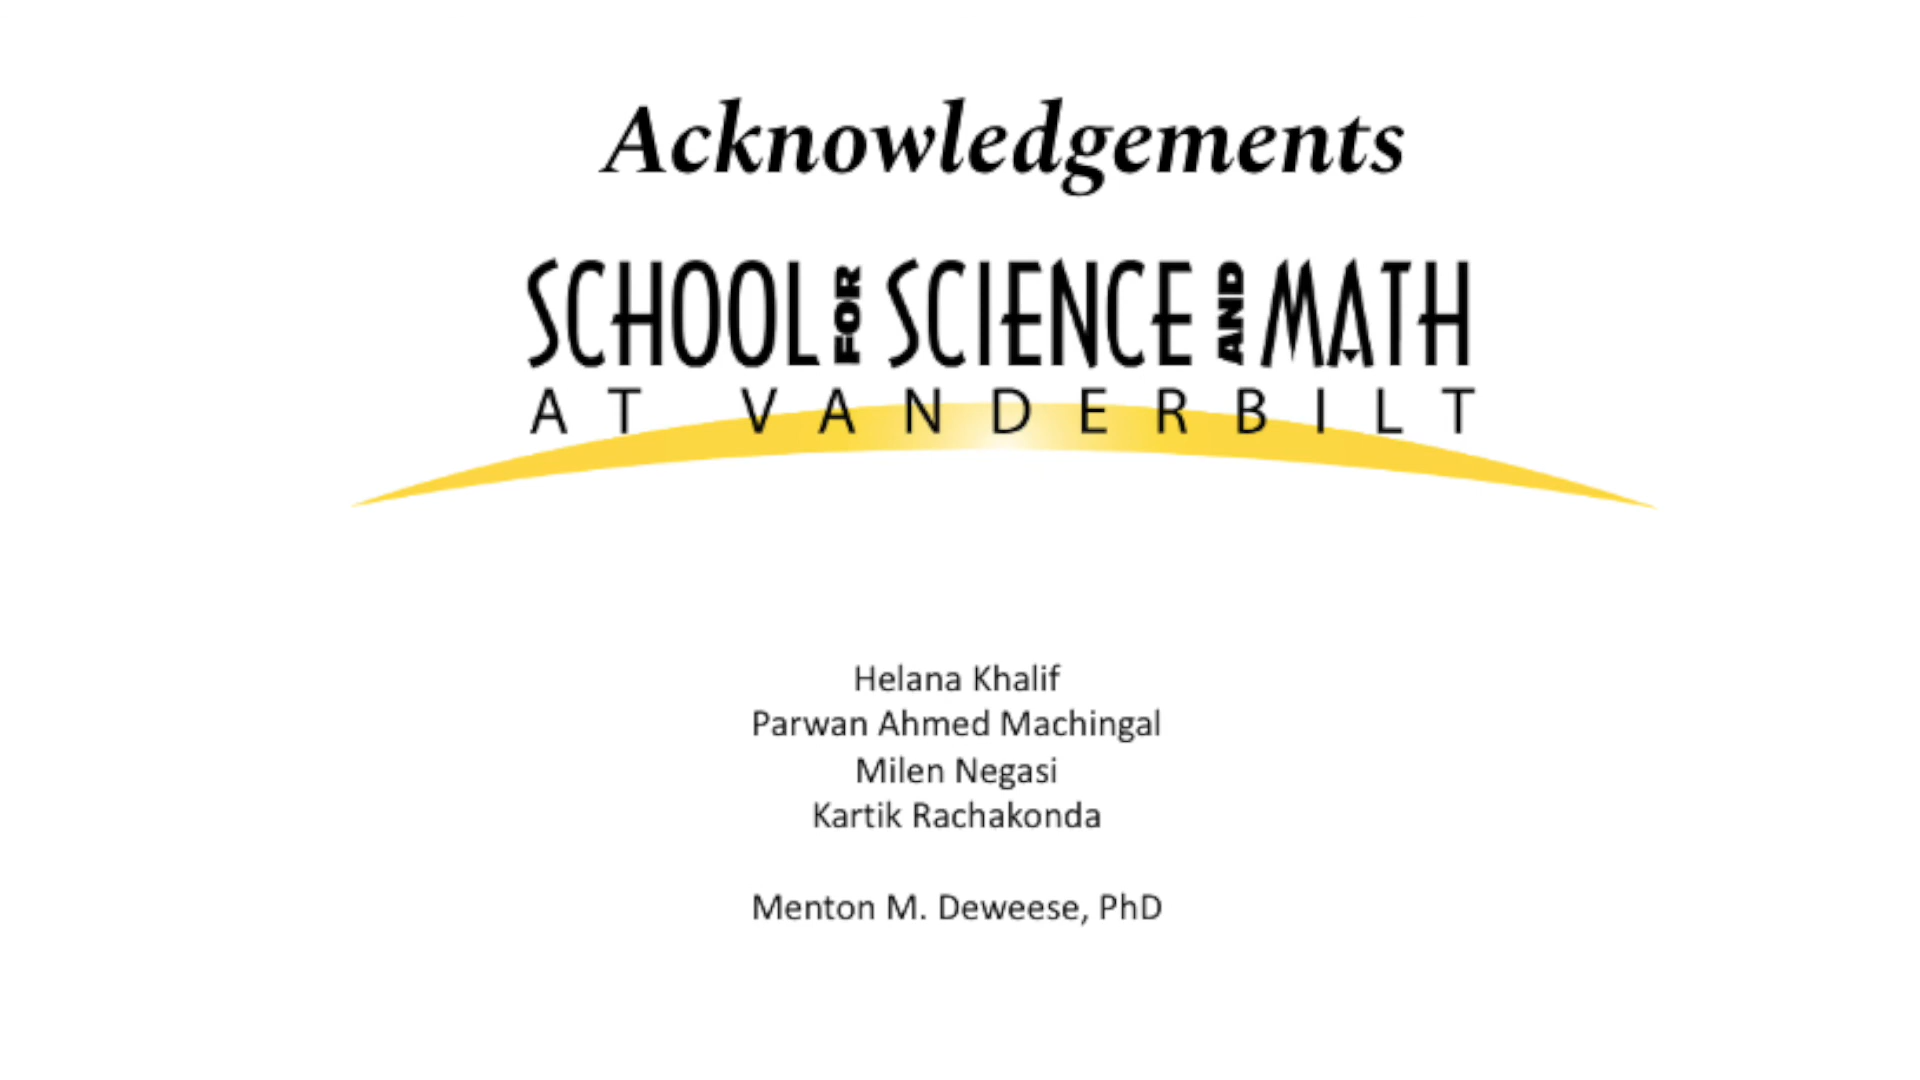 Acknowledgements
SCHOOL FOR SCIENCE AND MATH
AT VANDERBILT
Helana Khalif
Parwan Ahmed Machingal
Milen Negasi
Kartik Rachakonda
Menton M. Deweese, PhD